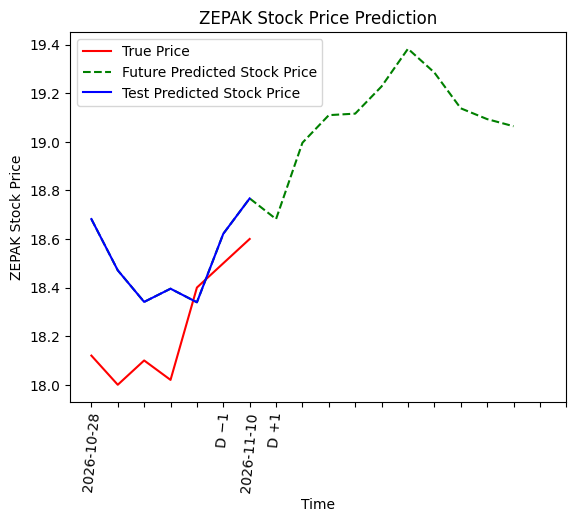 ZEPAK Stock Price Prediction
True Price
Future Predicted Stock Price
Test Predicted Stock Price
ZEPAK Stock Price
19.4
19.2
19.0
18.8
18.6
18.4
18.2
18.0
2026-10-28
D −1
2026-11-10
D +1
Time